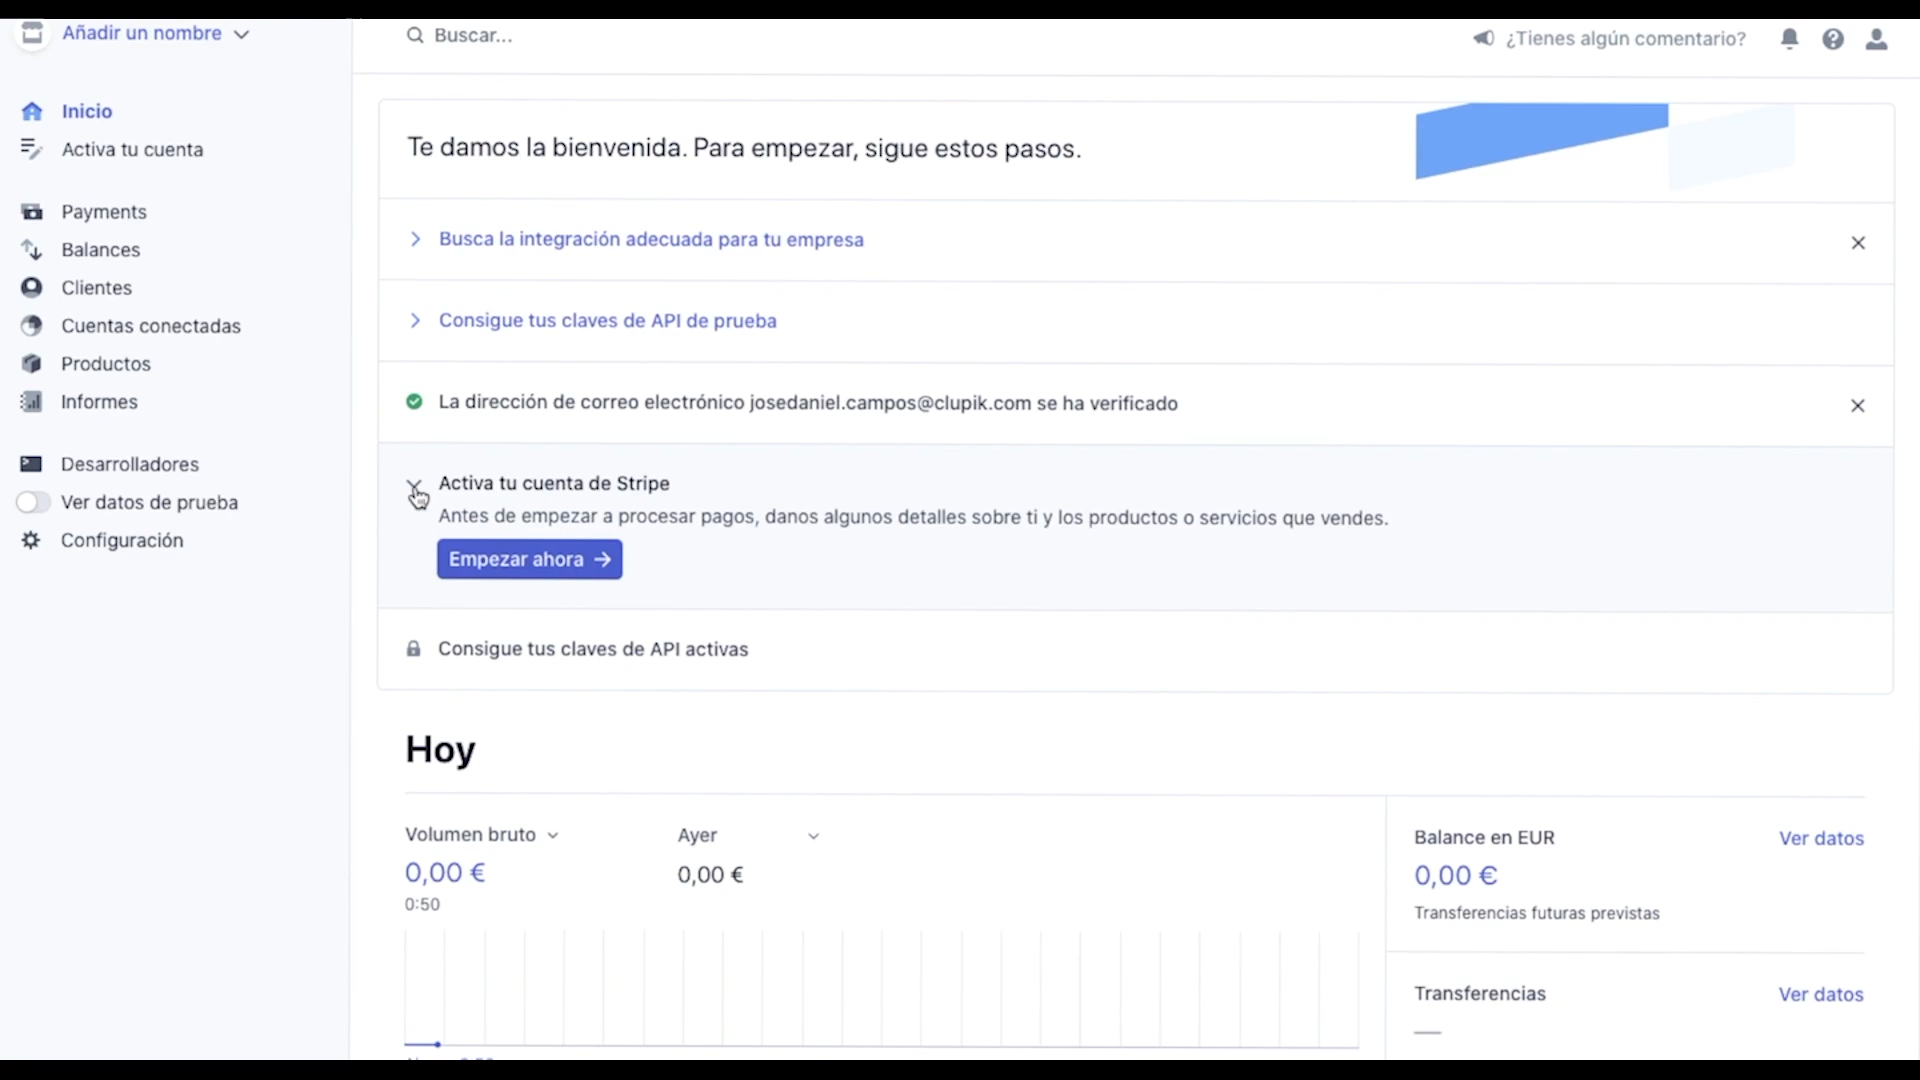 Añadir un nombre
Buscar...
¿Tienes algún comentario?
Inicio
Activa tu cuenta
Payments
Balances
Clientes
Cuentas conectadas
Productos
Informes
Desarrolladores
Ver datos de prueba
Configuración
Te damos la bienvenida. Para empezar, sigue estos pasos.
Busca la integración adecuada para tu empresa
Consigue tus claves de API de prueba
La dirección de correo electrónico josedaniel.campos@clupik.com se ha verificado
Activa tu cuenta de Stripe
Antes de empezar a procesar pagos, danos algunos detalles sobre ti y los productos o servicios que vendes.
Empezar ahora →
Consigue tus claves de API activas
Hoy
Volumen bruto
0,00 €
0:50
Ayer
0,00 €
Balance en EUR
Ver datos
0,00 €
Transferencias futuras previstas
Transferencias
Ver datos
—